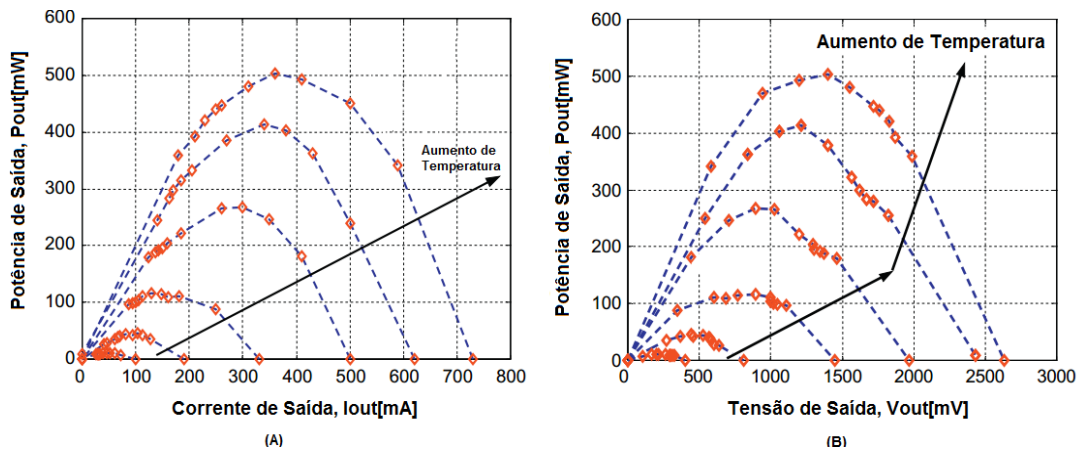 600
500
400
300
200
100
0
Potência de Saída, Pout[mW]
Aumento de
Temperatura
0 100 200 300 400 500 600 700 800
Corrente de Saída, Iout[mA]
(A)
600
500
400
300
200
100
0
Potência de Saída, Pout[mW]
Aumento de Temperatura
0 500 1000 1500 2000 2500 3000
Tensão de Saída, Vout[mV]
(B)